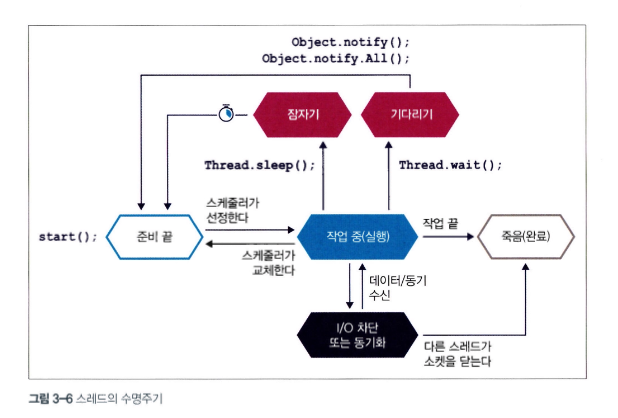 Object.notify();
Object.notify.All();
잠자기
기다리기
Thread.sleep();
Thread.wait();
스케줄러가
선정한다
start();
준비 끝
작업 중(실행)
작업 끝
죽음(완료)
스케줄러가
교체한다
데이터/동기
수신
I/O 차단
또는 동기화
다른 스레드가
소켓을 닫는다
그림 3-6 스레드의 수명주기